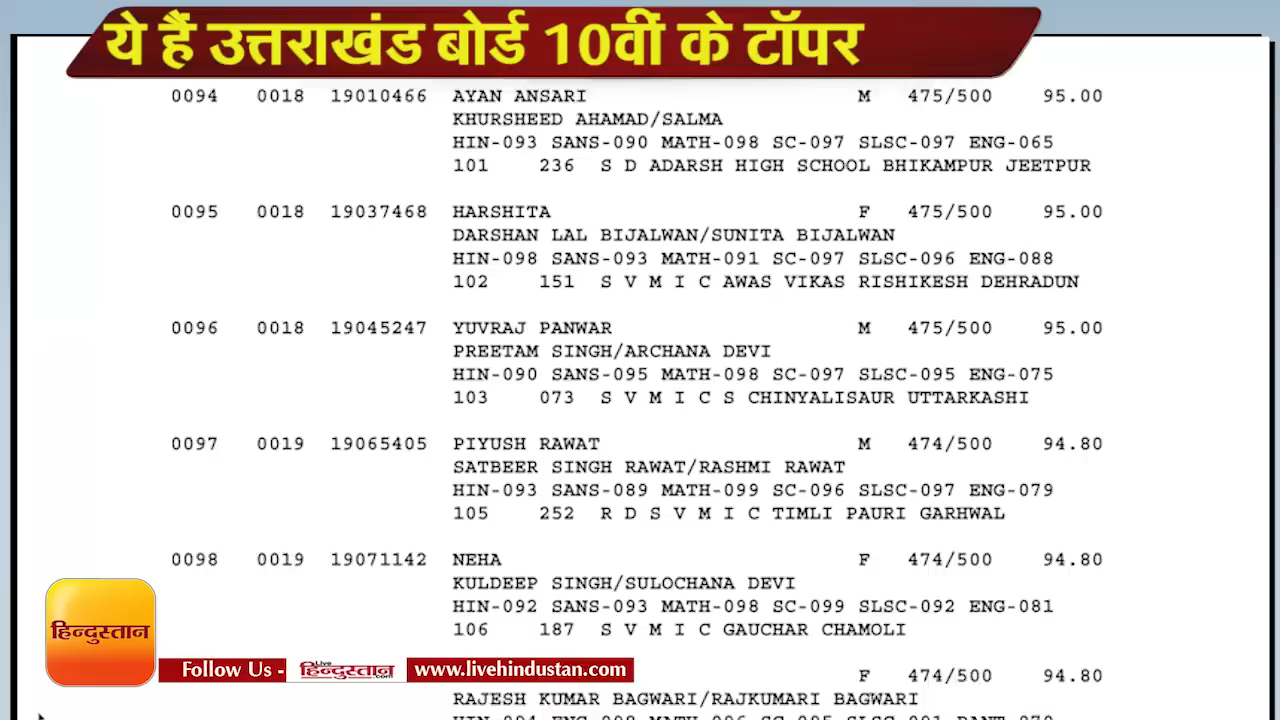 ये हैं उत्तराखंड बोर्ड 10वीं के टॉपर
0094 0018 19010466 AYAN ANSARI M 475/500 95.00
KHURSHEED AHAMAD/SALMA
HIN-093 SANS-090 MATH-098 SC-097 SLSC-097 ENG-065
101 236 S D ADARSH HIGH SCHOOL BHIKAMPUR JEETPUR
0095 0018 19037468 HARSHITA F 475/500 95.00
DARSHAN LAL BIJALWAN/SUNITA BIJALWAN
HIN-098 SANS-093 MATH-091 SC-097 SLSC-096 ENG-088
102 151 S V M I C AWAS VIKAS RISHIKESH DEHRADUN
0096 0018 19045247 YUVRAJ PANWAR M 475/500 95.00
PREETAM SINGH/ARCHANA DEVI
HIN-090 SANS-095 MATH-098 SC-097 SLSC-095 ENG-075
103 073 S V M I C S CHINYALISAUR UTTARKASHI
0097 0019 19065405 PIYUSH RAWAT M 474/500 94.80
SATBEER SINGH RAWAT/RASHMI RAWAT
HIN-093 SANS-089 MATH-099 SC-096 SLSC-097 ENG-079
105 252 R D S V M I C TIMLI PAURI GARHWAL
0098 0019 19071142 NEHA F 474/500 94.80
KULDEEP SINGH/SULOCHANA DEVI
HIN-092 SANS-093 MATH-098 SC-099 SLSC-092 ENG-081
106 187 S V M I C GAUCHAR CHAMOLI
हिन्दुस्तान
Follow Us - Live हिन्दुस्तान .com www.livehindustan.com
F 474/500 94.80
RAJESH KUMAR BAGWARI/RAJKUMARI BAGWARI